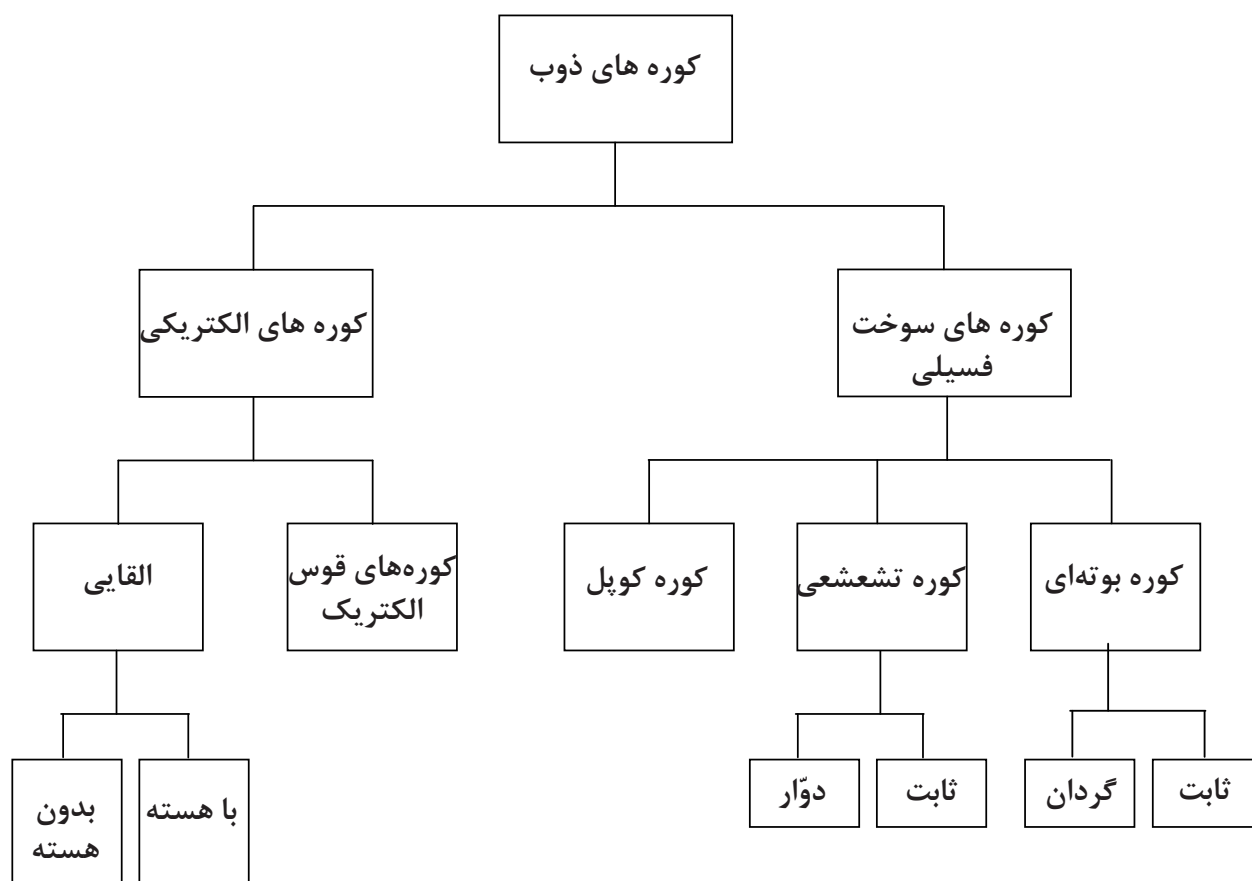 کوره های ذوب
کوره های سوخت
فسیلی
کوره های الکتریکی
کوره بوته‌ای
کوره تشعشعی
کوره کوپل
کوره‌های قوس
الکتریک
القایی
ثابت
گردان
ثابت
دوّار
با هسته
بدون
هسته